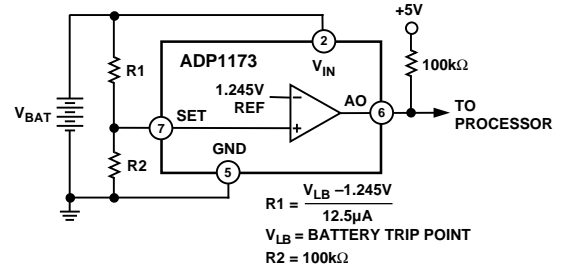 +5V
ADP1173
2
V_IN
100kΩ
R1
1.245V
REF
AO
6
TO
PROCESSOR
V_BAT
7
SET
R2
GND
5
R1 = V_LB –1.245V / 12.5µA
V_LB = BATTERY TRIP POINT
R2 = 100kΩ